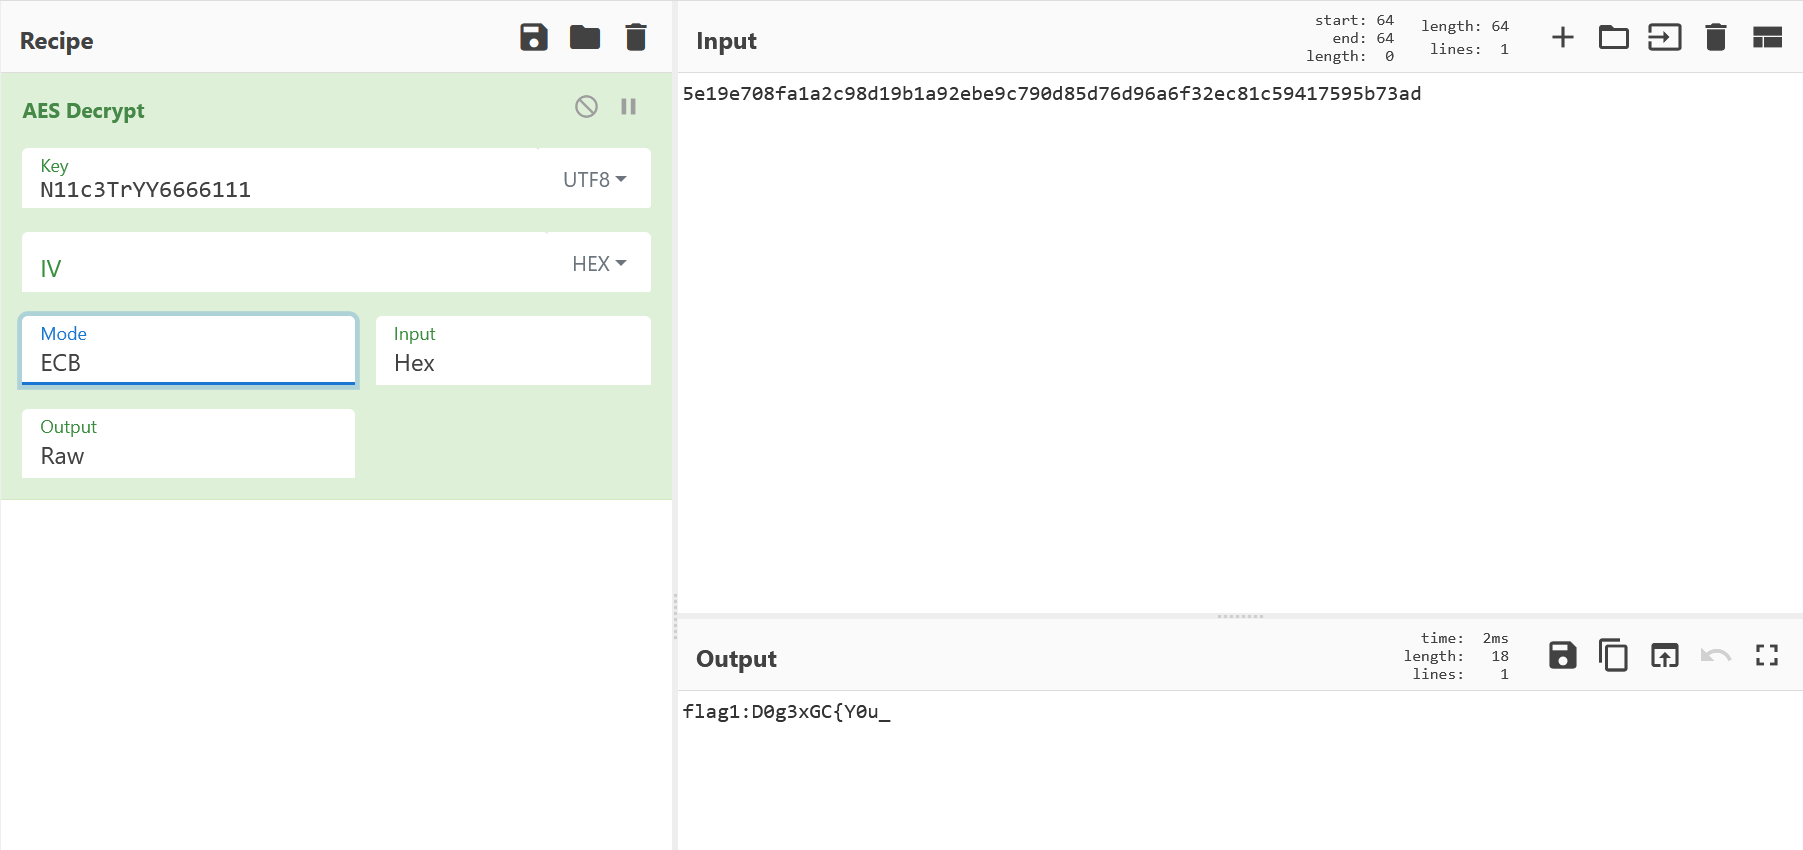 Recipe
AES Decrypt
Key
N11c3TrYY6666111
UTF8
IV
HEX
Mode
ECB
Input
Hex
Output
Raw
Input
start: 64
end: 64
length: 0
length: 64
lines: 1
5e19e708fa1a2c98d19b1a92ebe9c790d85d76d96a6f32ec81c59417595b73ad
Output
time: 2ms
length: 18
lines: 1
flag1:D0g3xGC{Y0u_